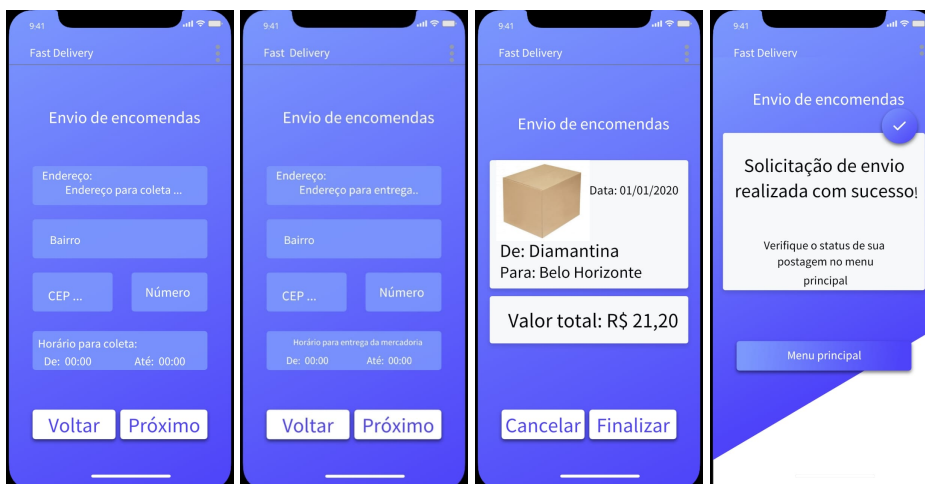 9:41
Fast Delivery
Envio de encomendas
Endereço:
Endereço para coleta ...
Bairro
CEP ...
Número
Horário para coleta:
De: 00:00
Até: 00:00
Voltar
Próximo
9:41
Fast Delivery
Envio de encomendas
Endereço:
Endereço para entrega..
Bairro
CEP ...
Número
Horário para entrega da mercadoria
De: 00:00
Até: 00:00
Voltar
Próximo
9:41
Fast Delivery
Envio de encomendas
Data: 01/01/2020
De: Diamantina
Para: Belo Horizonte
Valor total: R$ 21,20
Cancelar
Finalizar
9:41
Fast Delivery
Envio de encomendas
Solicitação de envio
realizada com sucesso!
Verifique o status de sua
postagem no menu
principal
Menu principal